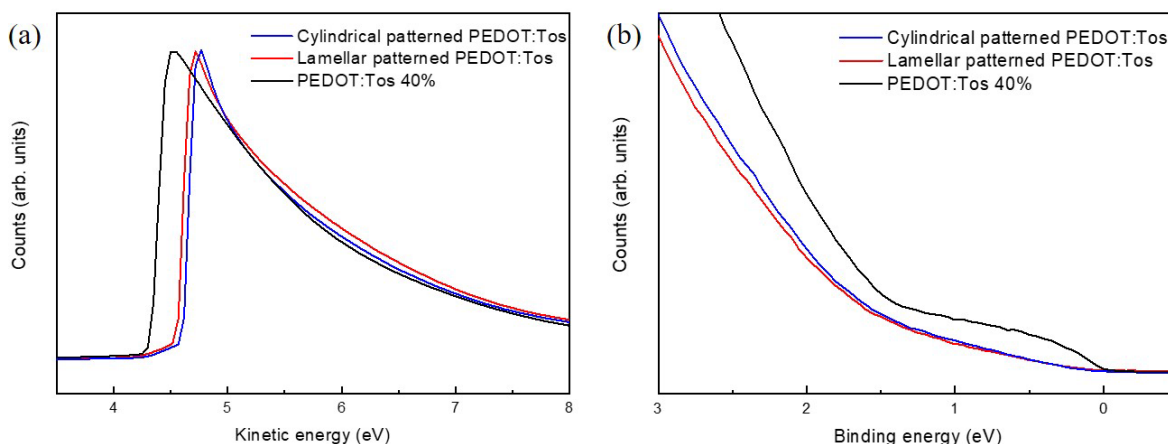 (a)
Cylindrical patterned PEDOT:Tos
Lamellar patterned PEDOT:Tos
PEDOT:Tos 40%
Counts (arb. units)
4 5 6 7 8
Kinetic energy (eV)
(b)
Cylindrical patterned PEDOT:Tos
Lamellar patterned PEDOT:Tos
PEDOT:Tos 40%
Counts (arb. units)
3 2 1 0
Binding energy (eV)